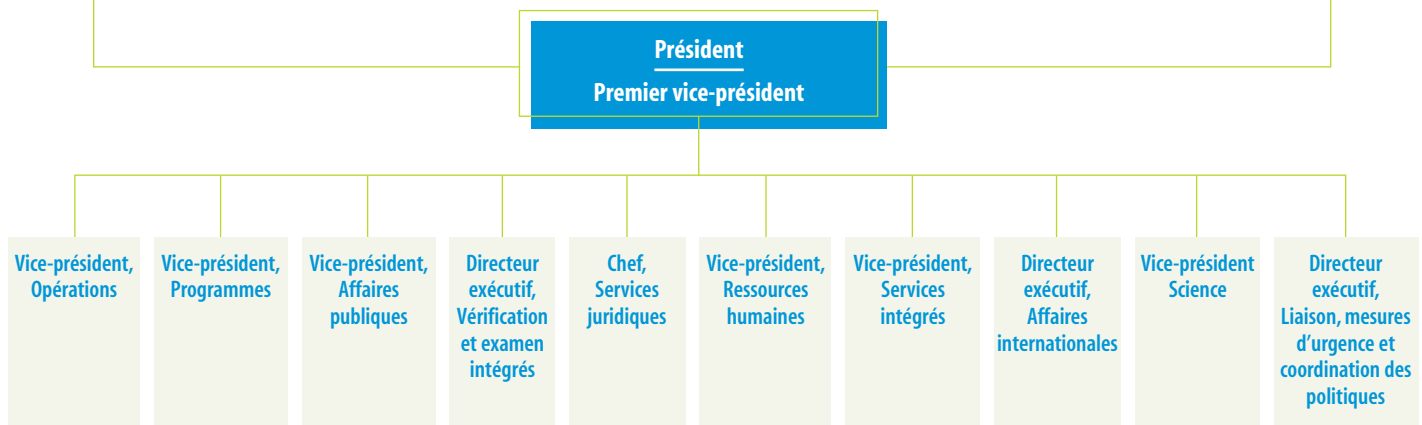 Président
Premier vice-président
Vice-président,
Opérations
Vice-président,
Programmes
Vice-président,
Affaires
publiques
Directeur
exécutif,
Vérification
et examen
intégrés
Chef,
Services
juridiques
Vice-président,
Ressources
humaines
Vice-président,
Services
intégrés
Directeur
exécutif,
Affaires
internationales
Vice-président
Science
Directeur
exécutif,
Liaison, mesures
d’urgence et
coordination des
politiques